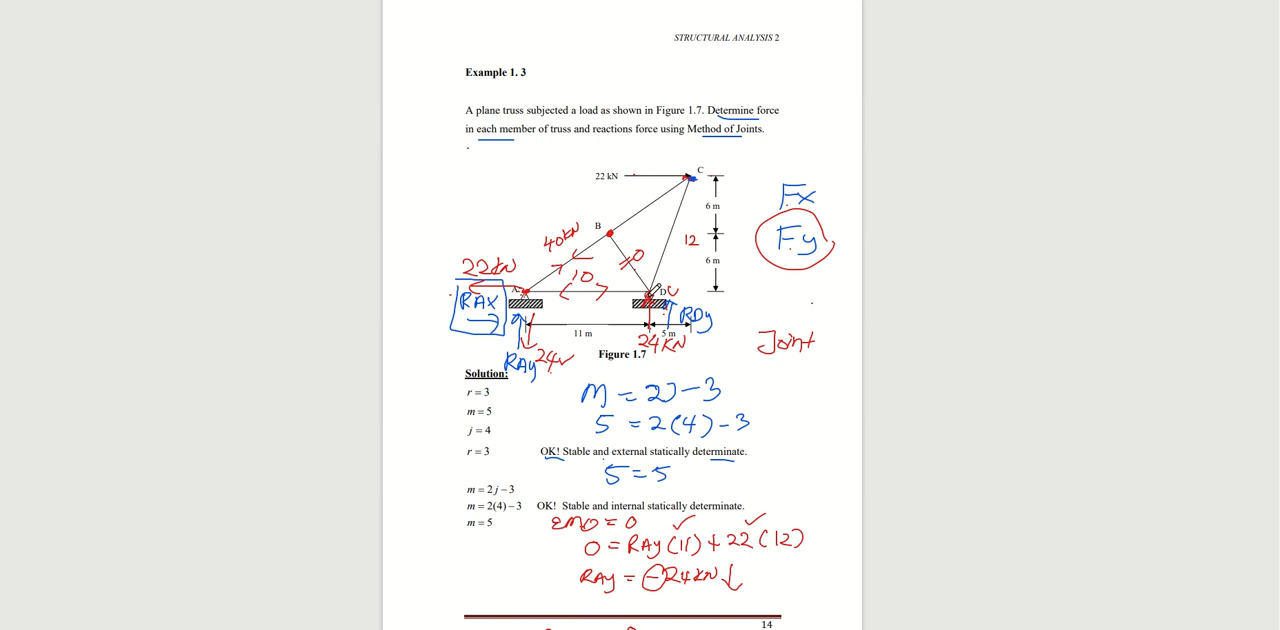 STRUCTURAL ANALYSIS 2
Example 1. 3
A plane truss subjected a load as shown in Figure 1.7. Determine force
in each member of truss and reactions force using Method of Joints.
.
22 kN
C
6 m
Fx
B
40kN
12
Fy
6 m
22kN
10
0
A
D
RAX
RDy
11 m
5 m
24KN
Joint
Figure 1.7
RAy
24
Solution:
r = 3
M = 2J - 3
m = 5
5 = 2(4) - 3
j = 4
r = 3 OK! Stable and external statically determinate.
5 = 5
m = 2j - 3
m = 2(4) - 3 OK! Stable and internal statically determinate.
m = 5
ΣMD = 0
0 = RAy (11) + 22 (12)
RAy = -24KN ↓
14